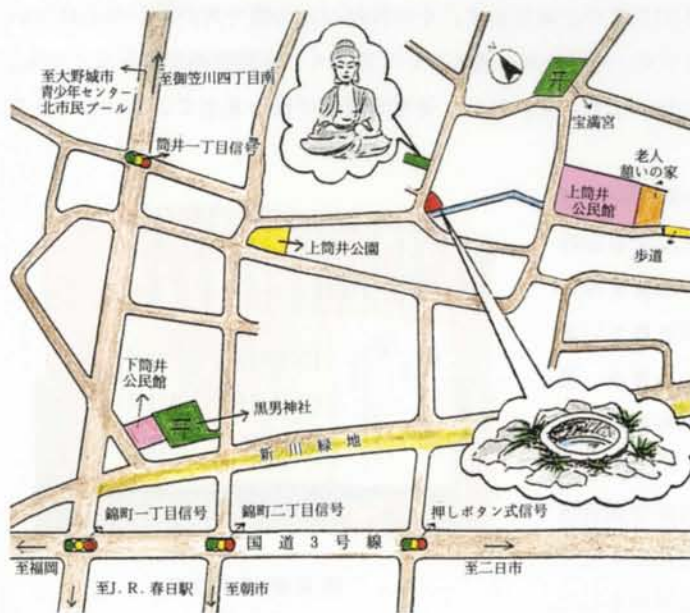 至大野城市
青少年センター・
北市民プール
至御笠川四丁目南
筒井一丁目信号
宝満宮
老人
憩いの家
上筒井
公民館
歩道
上筒井公園
下筒井
公民館
黒男神社
新川緑地
錦町一丁目信号
錦町二丁目信号
押しボタン式信号
国道3号線
至福岡
至J.R.春日駅
至朝市
至二日市